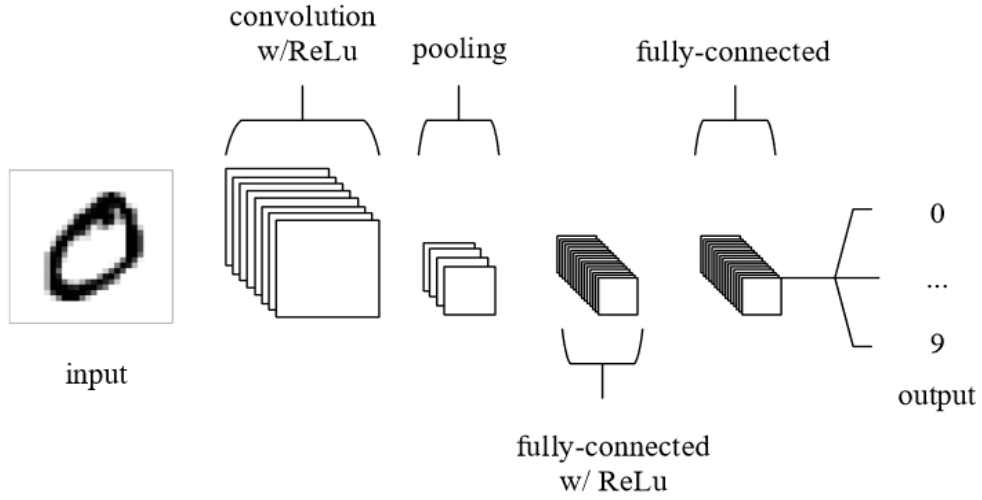 convolution
w/ReLu
pooling
fully-connected
input
0
...
9
output
fully-connected
w/ ReLu